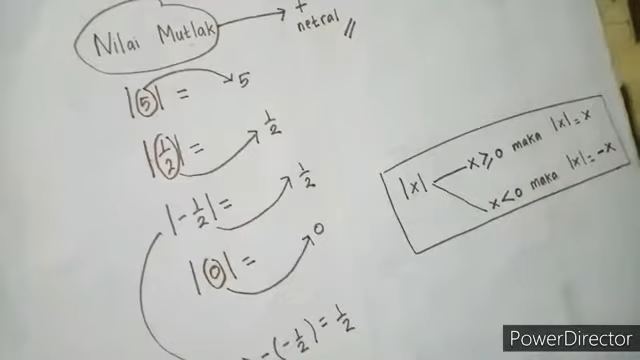 Nilai Mutlak
+
netral //
|5| = 5
|1/2| = 1/2
|-1/2| = 1/2
|0| = 0
-(-1/2) = 1/2
|x|
x ≥ 0 maka |x| = x
x < 0 maka |x| = -x
PowerDirector